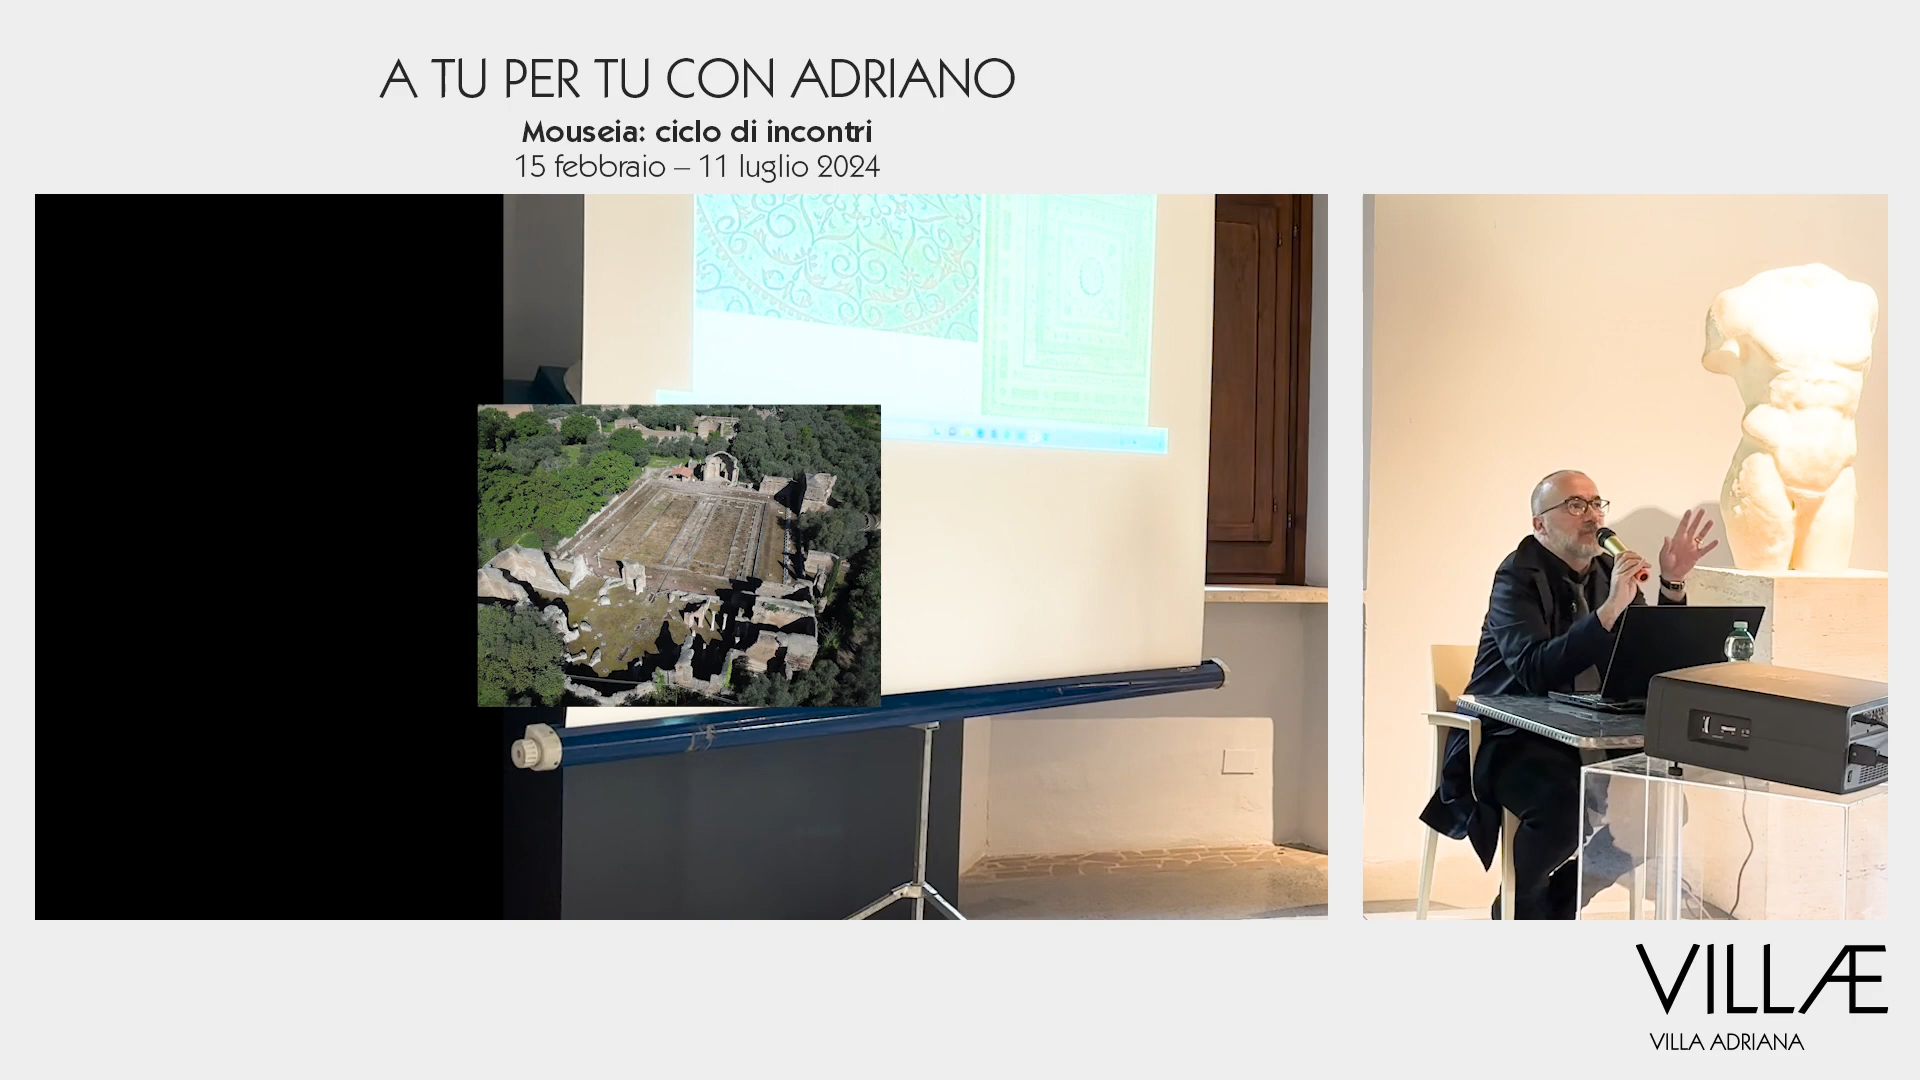 A TU PER TU CON ADRIANO
Mouseia: ciclo di incontri
15 febbraio – 11 luglio 2024
VILLÆ
VILLA ADRIANA